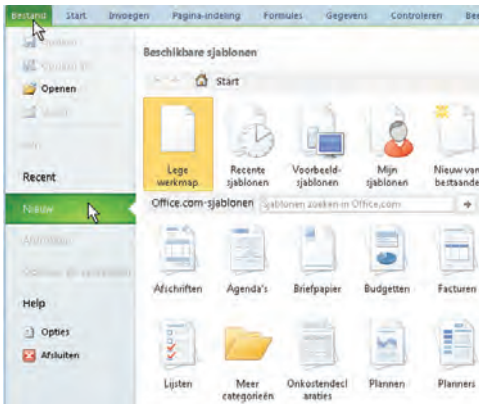 Bestand Start Invoegen Pagina-indeling Formules Gegevens Controleren
Openen
Recent
Nieuw
Help
Opties
Afsluiten
Beschikbare sjablonen
Start
Lege werkmap
Recente sjablonen
Voorbeeld-sjablonen
Mijn sjablonen
Nieuw van bestaande
Office.com-sjablonen Sjablonen zoeken in Office.com
Afschriften Agenda's Briefpapier Budgetten Facturen
Lijsten
Meer categorieën
Onkostendeclaraties
Plannen
Planners